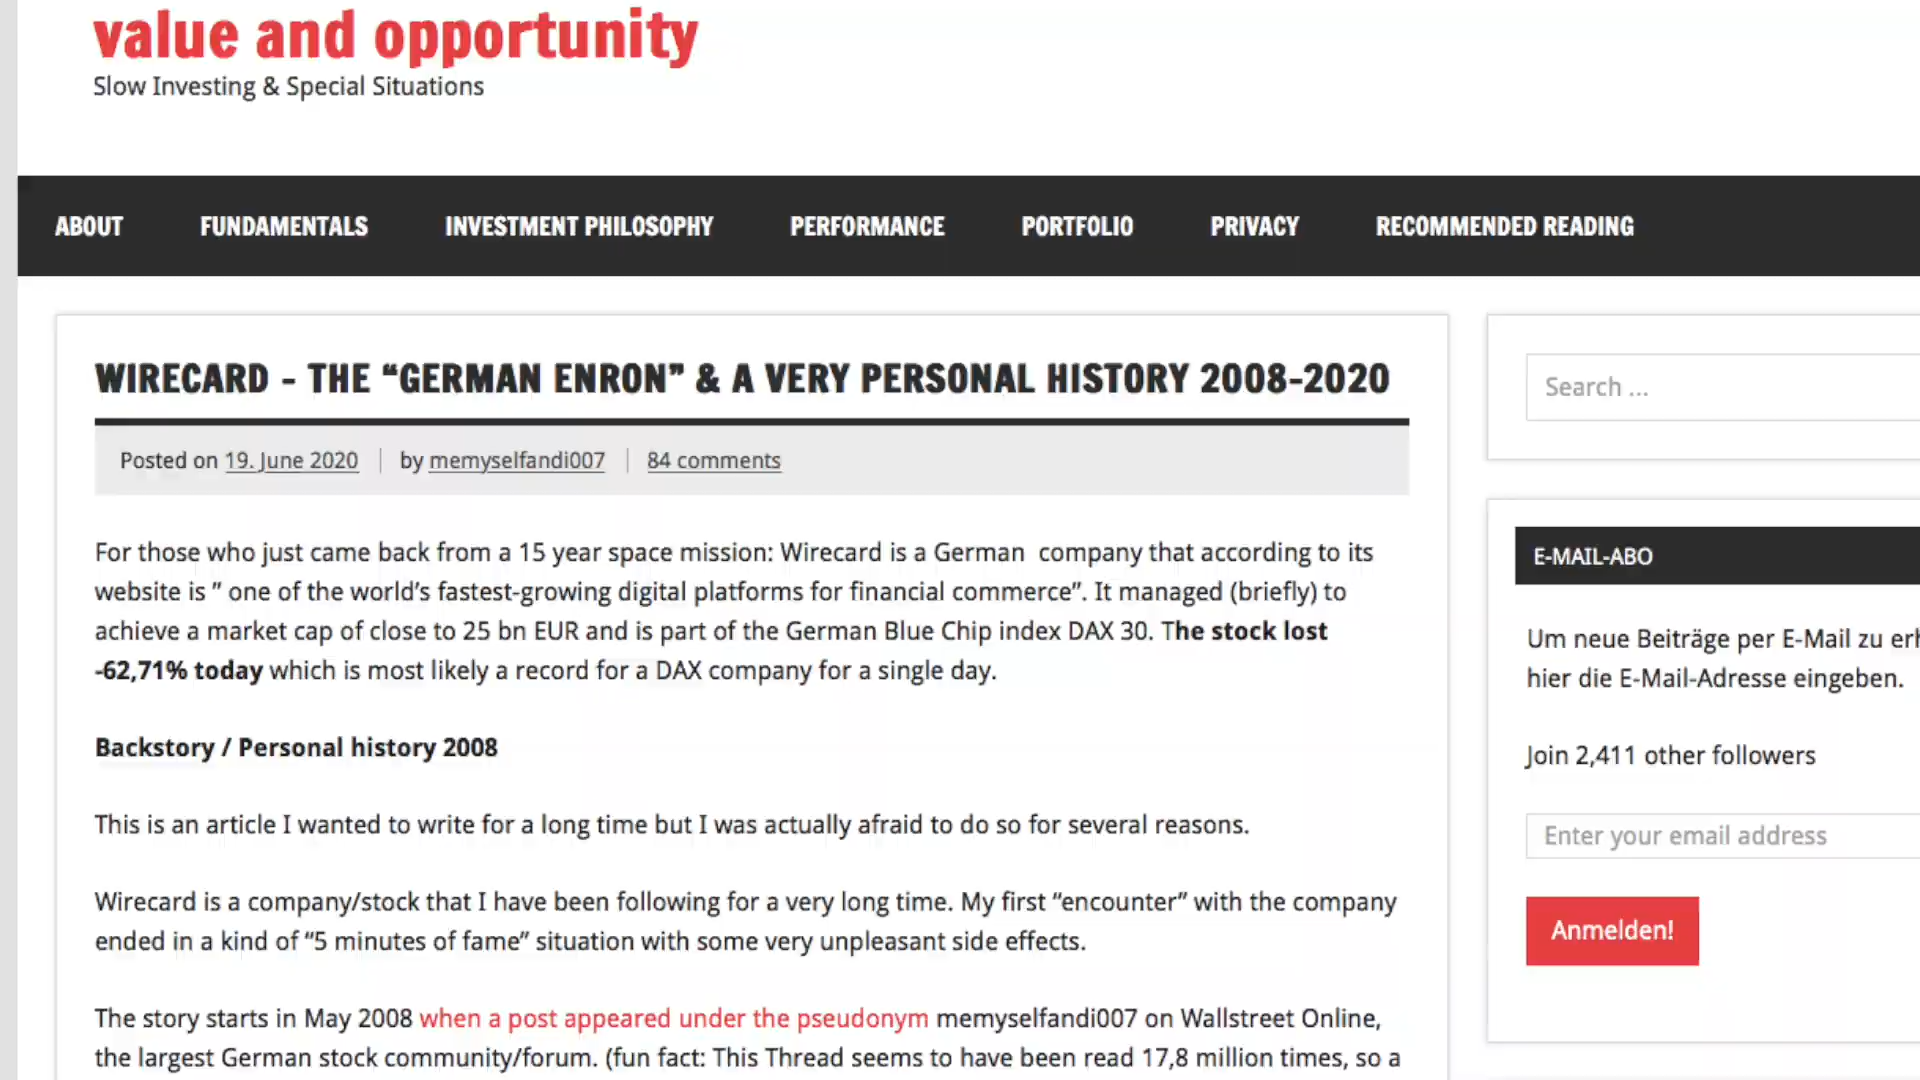 value and opportunity
Slow Investing & Special Situations
ABOUT FUNDAMENTALS INVESTMENT PHILOSOPHY PERFORMANCE PORTFOLIO PRIVACY RECOMMENDED READING
WIRECARD – THE “GERMAN ENRON” & A VERY PERSONAL HISTORY 2008-2020
Posted on 19. June 2020 by memyselfandi007 84 comments
For those who just came back from a 15 year space mission: Wirecard is a German company that according to its
website is ” one of the world’s fastest-growing digital platforms for financial commerce”. It managed (briefly) to
achieve a market cap of close to 25 bn EUR and is part of the German Blue Chip index DAX 30. The stock lost
-62,71% today which is most likely a record for a DAX company for a single day.
Backstory / Personal history 2008
This is an article I wanted to write for a long time but I was actually afraid to do so for several reasons.
Wirecard is a company/stock that I have been following for a very long time. My first “encounter” with the company
ended in a kind of “5 minutes of fame” situation with some very unpleasant side effects.
The story starts in May 2008 when a post appeared under the pseudonym memyselfandi007 on Wallstreet Online,
the largest German stock community/forum. (fun fact: This Thread seems to have been read 17,8 million times, so a
Search ...
E-MAIL-ABO
Um neue Beiträge per E-Mail zu
hier die E-Mail-Adresse eingeben.
Join 2,411 other followers
Enter your email address
Anmelden!